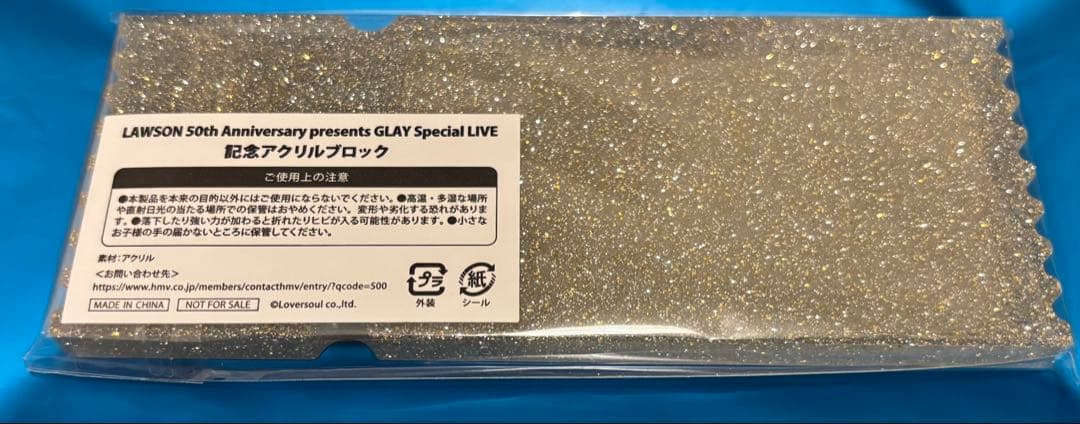 LAWSON 50th Anniversary presents GLAY Special LIVE
記念アクリルブロック
ご使用上の注意
●本製品を本来の目的以外にはご使用にならないでください。●高温・多湿な場所
や直射日光の当たる場所での保管はおやめください。変形や劣化する恐れがありま
す。●落下したり強い力が加わると折れたりヒビが入る可能性があります。●小さな
お子様の手の届かないところに保管してください。
素材：アクリル
＜お問い合わせ先＞
https://www.hmv.co.jp/members/contacthmv/entry/?qcode=500
プラ 紙
外装 シール
MADE IN CHINA NOT FOR SALE ©Loversoul co.,ltd.